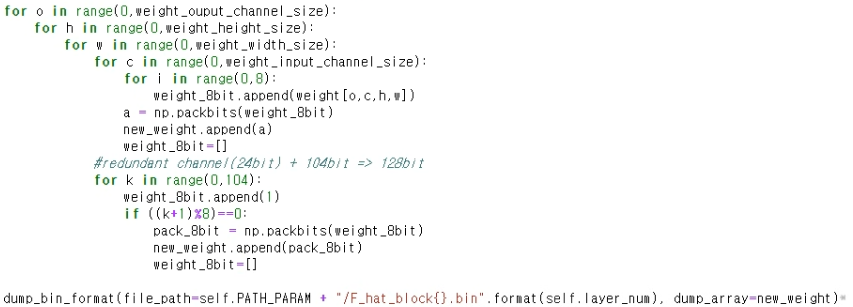 for o in range(0,weight_ouput_channel_size):
    for h in range(0,weight_height_size):
        for w in range(0,weight_width_size):
            for c in range(0,weight_input_channel_size):
                for i in range(0,8):
                    weight_8bit.append(weight[o,c,h,w])
                a = np.packbits(weight_8bit)
                new_weight.append(a)
                weight_8bit=[]
            #redundant channel(24bit) + 104bit => 128bit
            for k in range(0,104):
                weight_8bit.append(1)
                if ((k+1)%8)==0:
                    pack_8bit = np.packbits(weight_8bit)
                    new_weight.append(pack_8bit)
                    weight_8bit=[]
dump_bin_format(file_path=self.PATH_PARAM + "/F_hat_block{}.bin".format(self.layer_num), dump_array=new_weight)